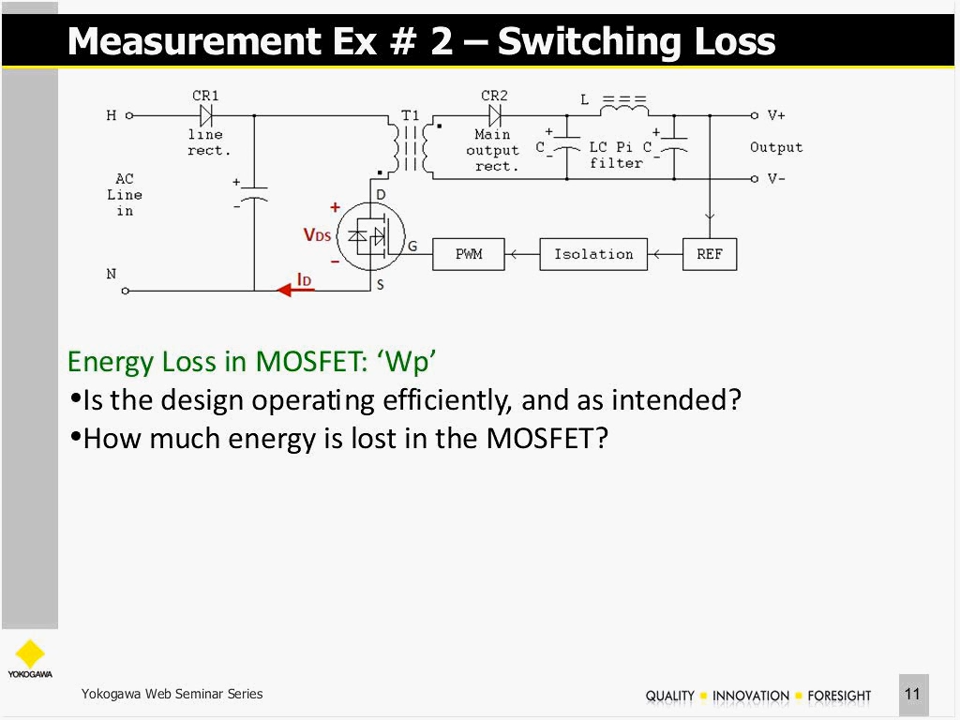 Measurement Ex # 2 – Switching Loss
CR1
CR2
L
H
T1
V+
line
rect.
Main
output
rect.
+
C
-
LC Pi
filter
+
C
-
Output
AC
Line
in
+
-
V-
D
+
VDS
-
G
PWM
Isolation
REF
N
ID
S
Energy Loss in MOSFET: ‘Wp’
•Is the design operating efficiently, and as intended?
•How much energy is lost in the MOSFET?
YOKOGAWA
Yokogawa Web Seminar Series
QUALITY ■ INNOVATION ■ FORESIGHT
11